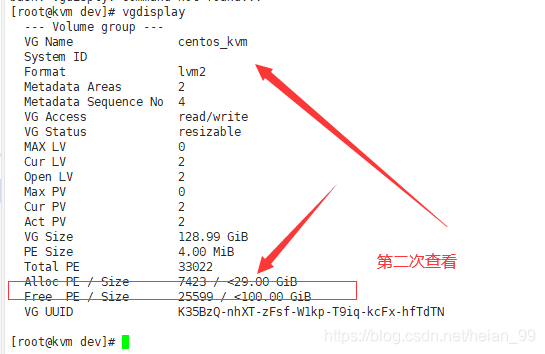 [root@kvm dev]# vgdisplay
--- Volume group ---
VG Name centos_kvm
System ID
Format lvm2
Metadata Areas 2
Metadata Sequence No 4
VG Access read/write
VG Status resizable
MAX LV 0
Cur LV 2
Open LV 2
Max PV 0
Cur PV 2
Act PV 2
VG Size 128.99 GiB
PE Size 4.00 MiB
Total PE 33022
第二次查看
Alloc PE / Size 7423 / <29.00 GiB
Free PE / Size 25599 / <100.00 GiB
VG UUID K35BzQ-nhXT-zFsf-W1kp-T9iq-kcFx-hfTdTN
[root@kvm dev]#
https://blog.csdn.net/heian_99